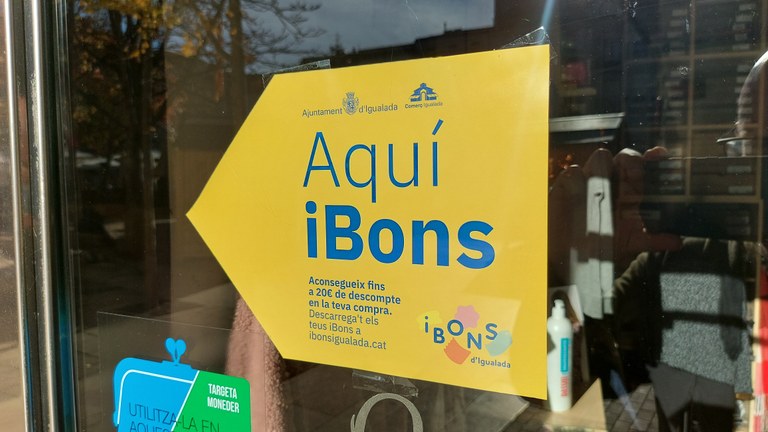 Ajuntament d'Igualada
Comerç Igualada
Aquí
iBons
Aconsegueix fins
a 20€ de descompte
en la teva compra.
Descarrega't els
teus iBons a
ibonsigualada.cat
iBONS
d'Igualada
TARGETA
MONEDER
UTILITZA-LA EN